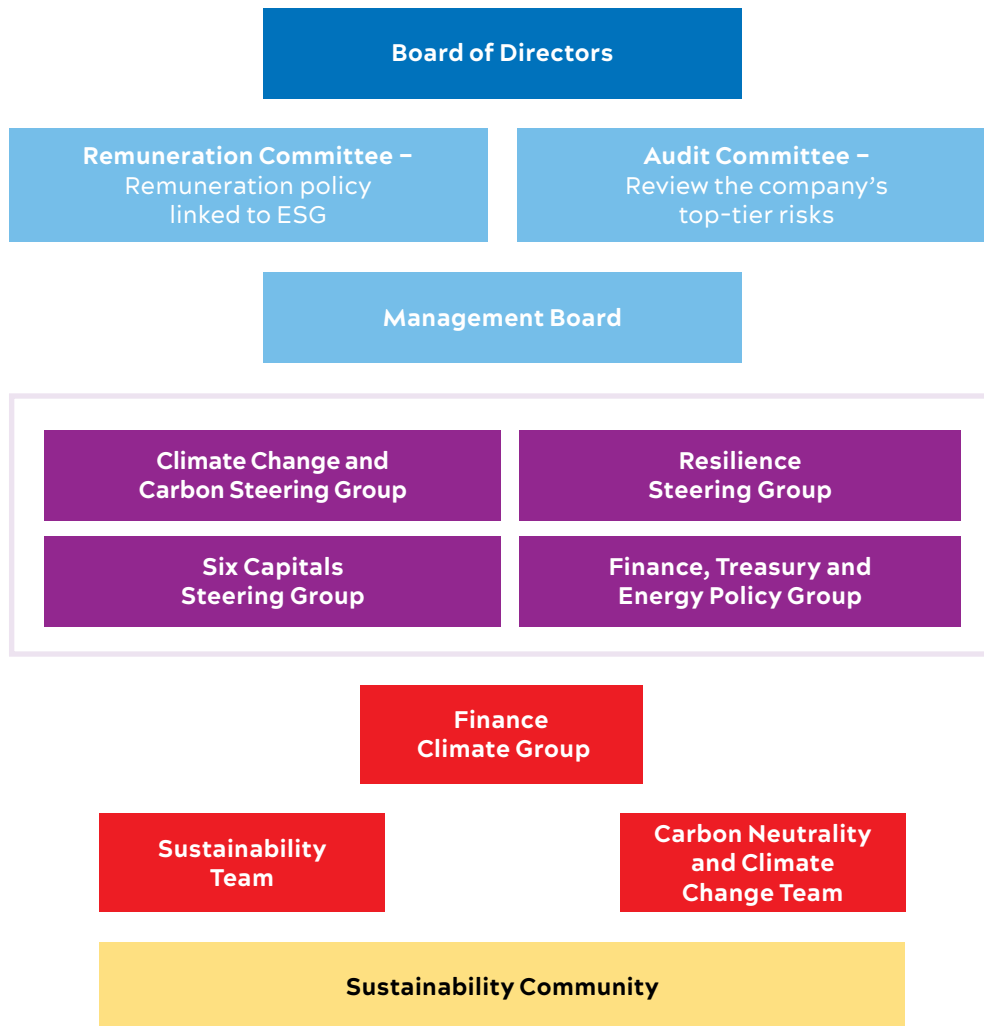 Board of Directors
Remuneration Committee –
Remuneration policy
linked to ESG
Audit Committee –
Review the company’s
top-tier risks
Management Board
Climate Change and
Carbon Steering Group
Resilience
Steering Group
Six Capitals
Steering Group
Finance, Treasury and
Energy Policy Group
Finance
Climate Group
Sustainability
Team
Carbon Neutrality
and Climate
Change Team
Sustainability Community